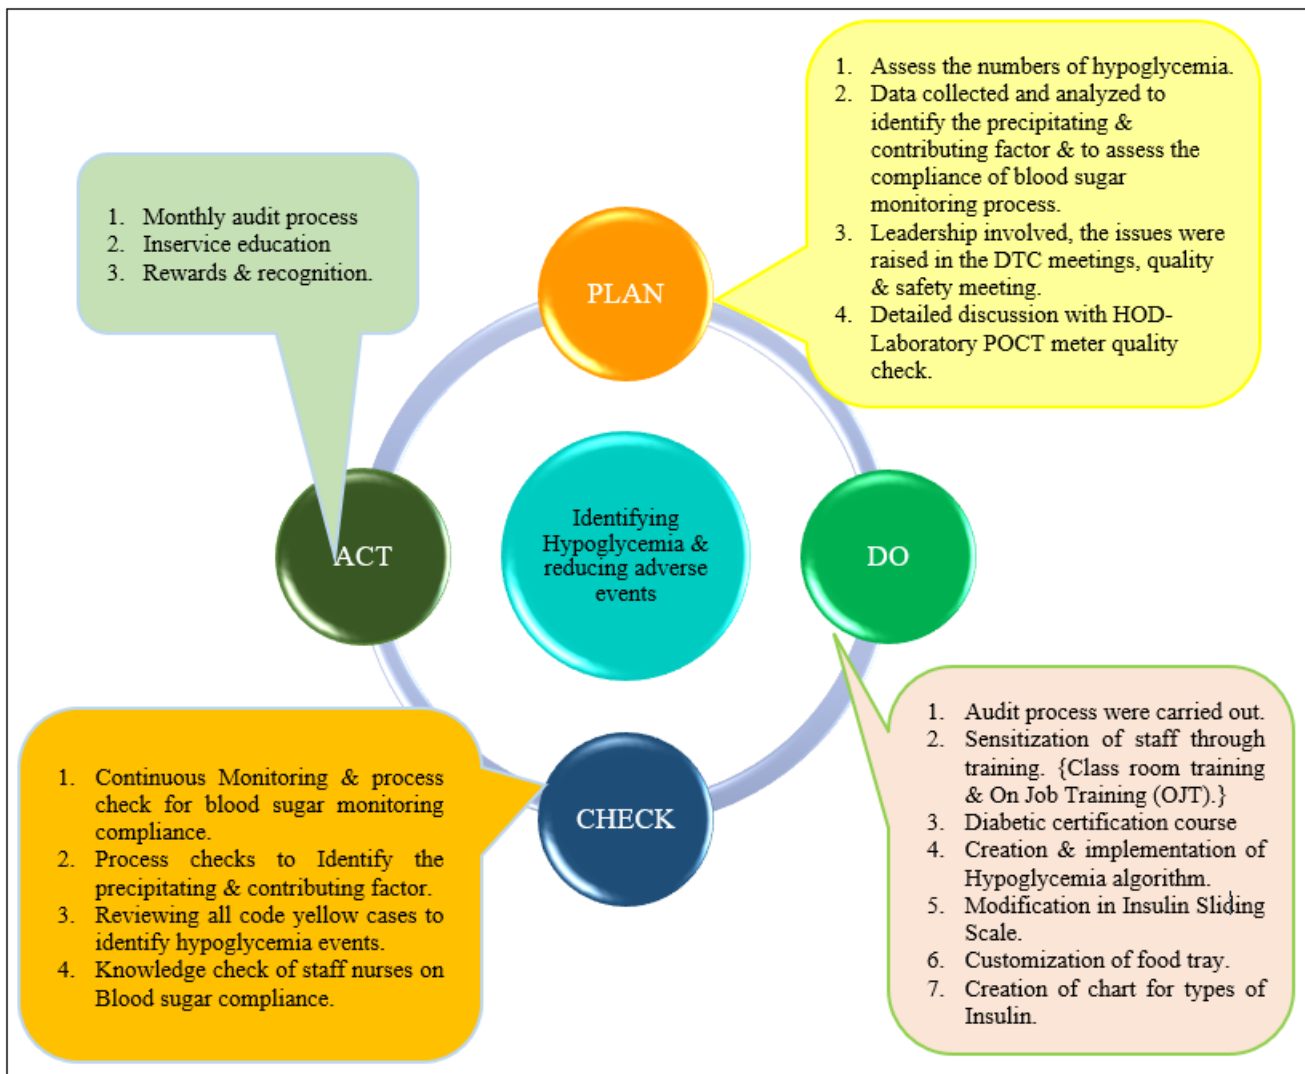 1. Assess the numbers of hypoglycemia.
2. Data collected and analyzed to
identify the precipitating &
contributing factor & to assess the
compliance of blood sugar
monitoring process.
3. Leadership involved, the issues were
raised in the DTC meetings, quality
& safety meeting.
4. Detailed discussion with HOD-
Laboratory POCT meter quality
check.
1. Monthly audit process
2. Inservice education
3. Rewards & recognition.
PLAN
Identifying
Hypoglycemia &
reducing adverse
events
ACT
DO
CHECK
1. Audit process were carried out.
2. Sensitization of staff through
training. {Class room training
& On Job Training (OJT).}
3. Diabetic certification course
4. Creation & implementation of
Hypoglycemia algorithm.
5. Modification in Insulin Sliding
Scale.
6. Customization of food tray.
7. Creation of chart for types of
Insulin.
1. Continuous Monitoring & process
check for blood sugar monitoring
compliance.
2. Process checks to Identify the
precipitating & contributing factor.
3. Reviewing all code yellow cases to
identify hypoglycemia events.
4. Knowledge check of staff nurses on
Blood sugar compliance.